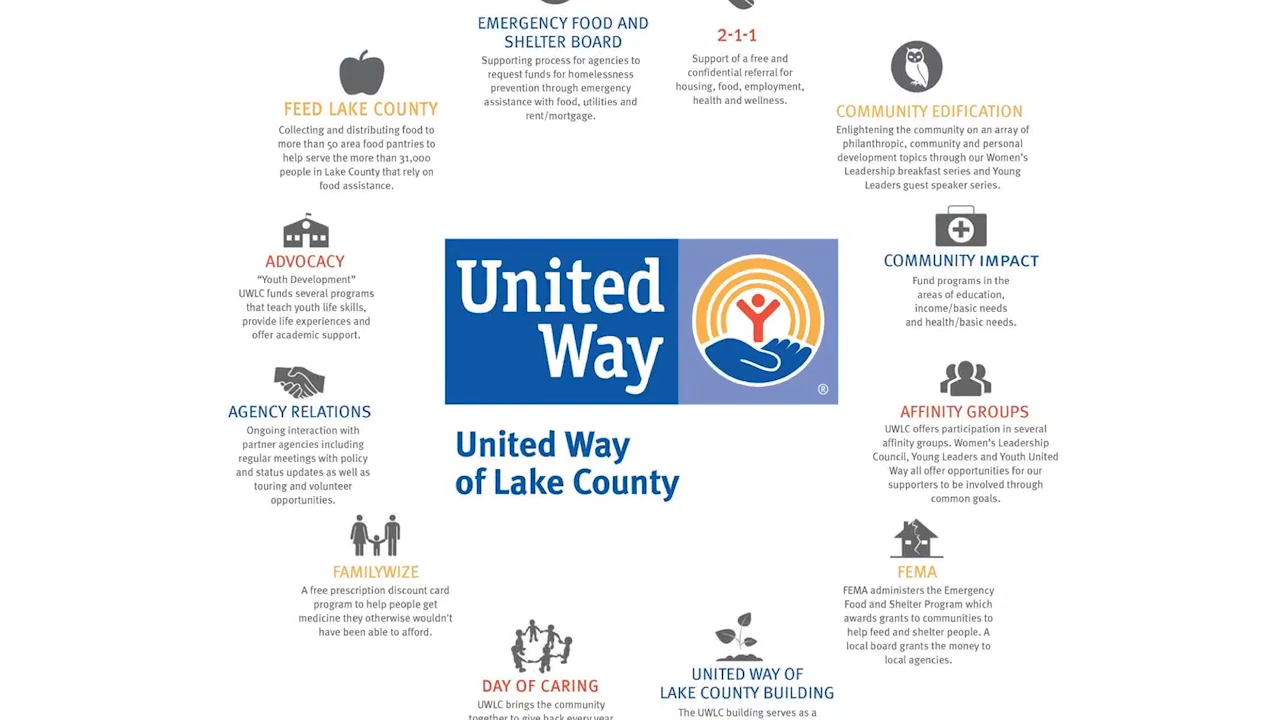 EMERGENCY FOOD AND
SHELTER BOARD
Supporting process for agencies to
request funds for homelessness
prevention through emergency
assistance with food, utilities and
rent/mortgage.
2-1-1
Support of a free and
confidential referral for
housing, food, employment,
health and wellness.
FEED LAKE COUNTY
Collecting and distributing food to
more than 50 area food pantries to
help serve the more than 31,000
people in Lake County that rely on
food assistance.
COMMUNITY EDIFICATION
Enlightening the community on an array of
philanthropic, community and personal
development topics through our Women's
Leadership breakfast series and Young
Leaders guest speaker series.
ADVOCACY
“Youth Development”
UWLC funds several programs
that teach youth life skills,
provide life experiences and
offer academic support.
United
Way
®
United Way
of Lake County
COMMUNITY IMPACT
Fund programs in the
areas of education,
income/basic needs
and health/basic needs.
AGENCY RELATIONS
Ongoing interaction with
partner agencies including
regular meetings with policy
and status updates as well as
touring and volunteer
opportunities.
AFFINITY GROUPS
UWLC offers participation in several
affinity groups. Women's Leadership
Council, Young Leaders and Youth United
Way all offer opportunities for our
supporters to be involved through
common goals.
FAMILYWIZE
A free prescription discount card
program to help people get
medicine they otherwise wouldn't
have been able to afford.
FEMA
FEMA administers the Emergency
Food and Shelter Program which
awards grants to communities to
help feed and shelter people. A
local board grants the money to
local agencies.
DAY OF CARING
UWLC brings the community
together to give back every year
UNITED WAY OF
LAKE COUNTY BUILDING
The UWLC building serves as a